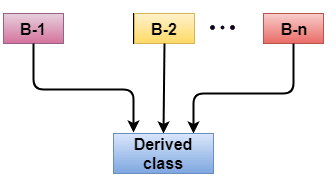 B-1
B-2
•••
B-n
Derived
class